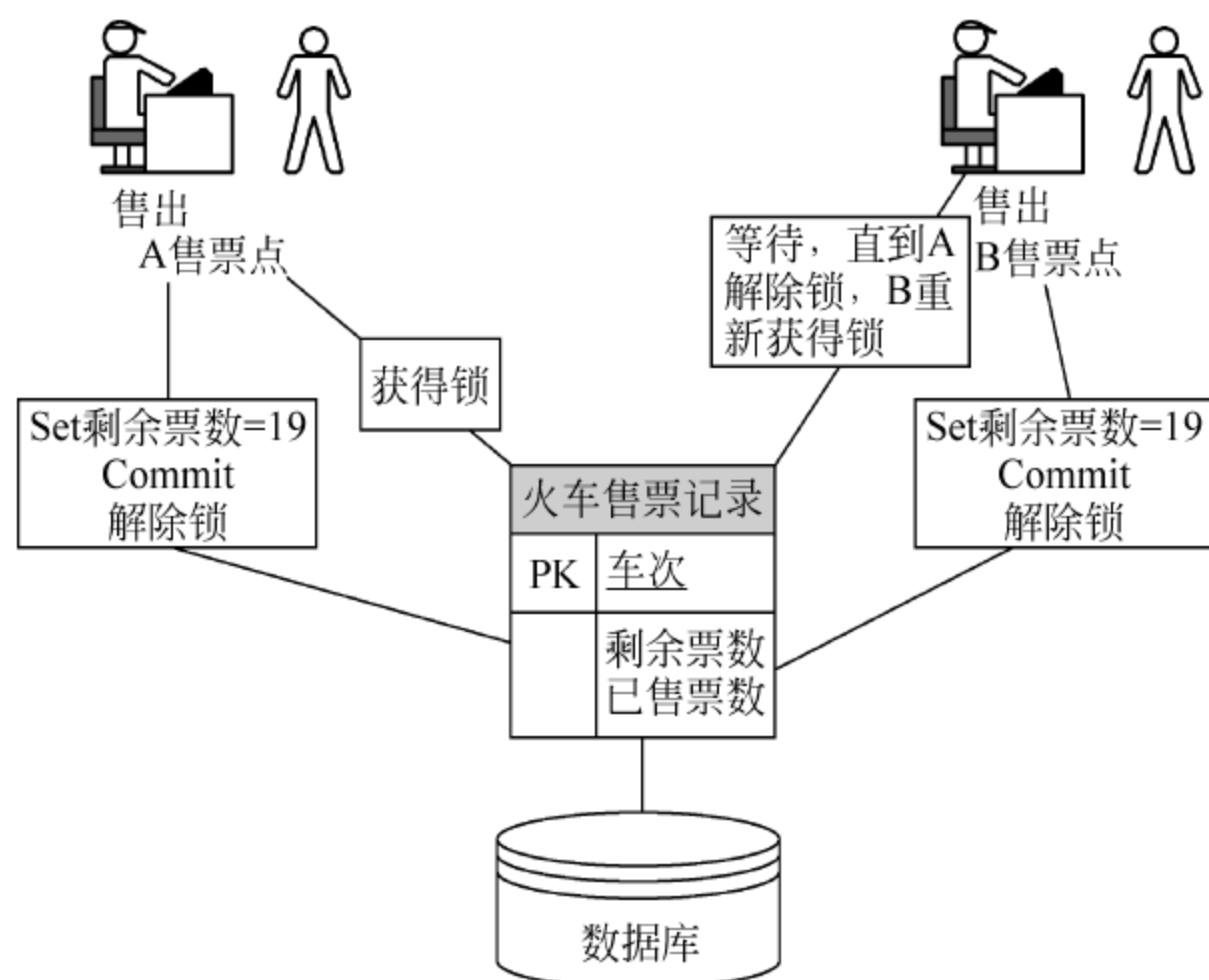 售出
A售票点
售出
B售票点
等待，直到A
解除锁，B重
新获得锁
获得锁
Set剩余票数=19
Commit
解除锁
Set剩余票数=19
Commit
解除锁
火车售票记录
PK 车次
剩余票数
已售票数
数据库